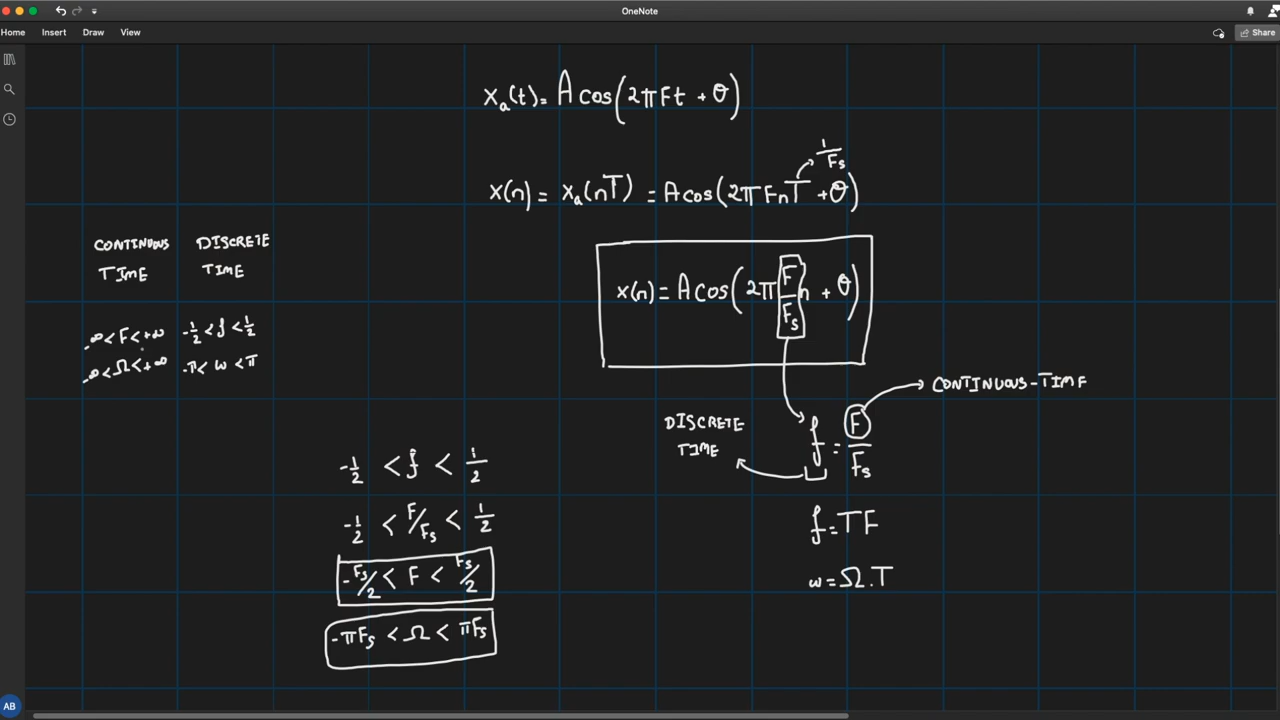 OneNote
Home Insert Draw View
Share
xₐ(t) = A cos(2πFt + θ)
1/Fs
x(n) = xₐ(nT) = A cos(2πFnT + θ)
CONTINUOUS TIME
DISCRETE TIME
-∞ < F < +∞
-1/2 < f < 1/2
-∞ < Ω < +∞
-π < ω < π
x(n) = A cos(2π F/Fs n + θ)
CONTINUOUS-TIME
DISCRETE
TIME
f = F/Fs
f = TF
ω = Ω.T
-1/2 < f < 1/2
-1/2 < F/Fs < 1/2
-Fs/2 < F < Fs/2
-πFs < Ω < πFs
AB